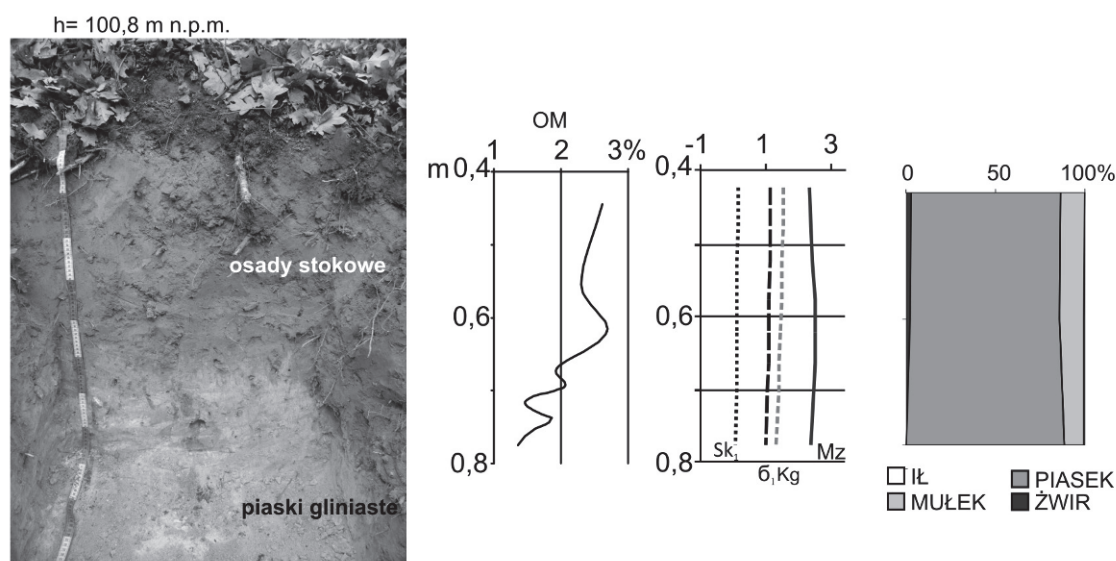 h= 100,8 m n.p.m.
osady stokowe
piaski gliniaste
OM
1 2 3%
m 0,4
0,6
0,8
-1 1 3
0,4
0,6
0,8
Sk₁ Mz
б₁Kg
0 50 100%
IŁ PIASEK
MUŁEK ŻWIR